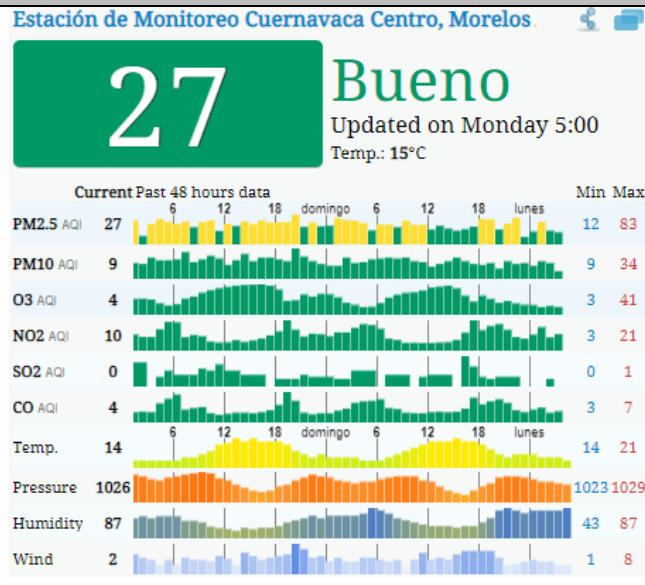 Estación de Monitoreo Cuernavaca Centro, Morelos.
27
Bueno
Updated on Monday 5:00
Temp.: 15°C
Current Past 48 hours data Min Max
6 12 18 domingo 6 12 18 lunes
PM2.5 AQI 27 12 83
PM10 AQI 9 9 34
O3 AQI 4 3 41
NO2 AQI 10 3 21
SO2 AQI 0 0 1
CO AQI 4 3 7
6 12 18 domingo 6 12 18 lunes
Temp. 14 14 21
Pressure 1026 1023 1029
Humidity 87 43 87
Wind 2 1 8